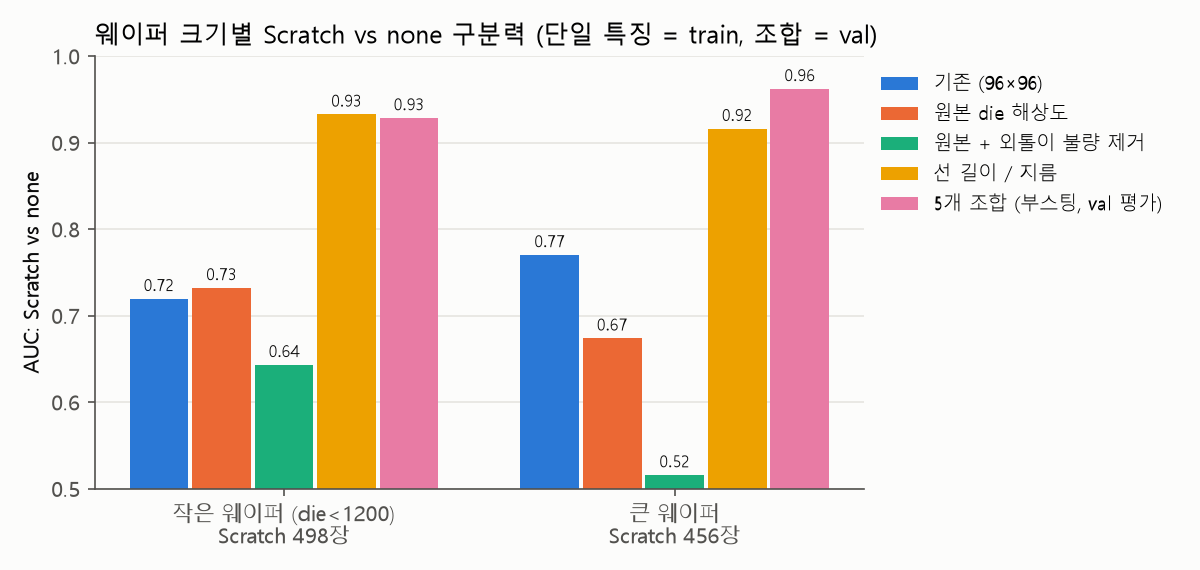 웨이퍼 크기별 Scratch vs none 구분력 (단일 특징 = train, 조합 = val)
AUC: Scratch vs none
1.0
0.9
0.8
0.7
0.6
0.5
0.72
0.73
0.64
0.93
0.93
0.77
0.67
0.52
0.92
0.96
작은 웨이퍼 (die<1200)
Scratch 498장
큰 웨이퍼
Scratch 456장
기존 (96×96)
원본 die 해상도
원본 + 외톨이 불량 제거
선 길이 / 지름
5개 조합 (부스팅, val 평가)